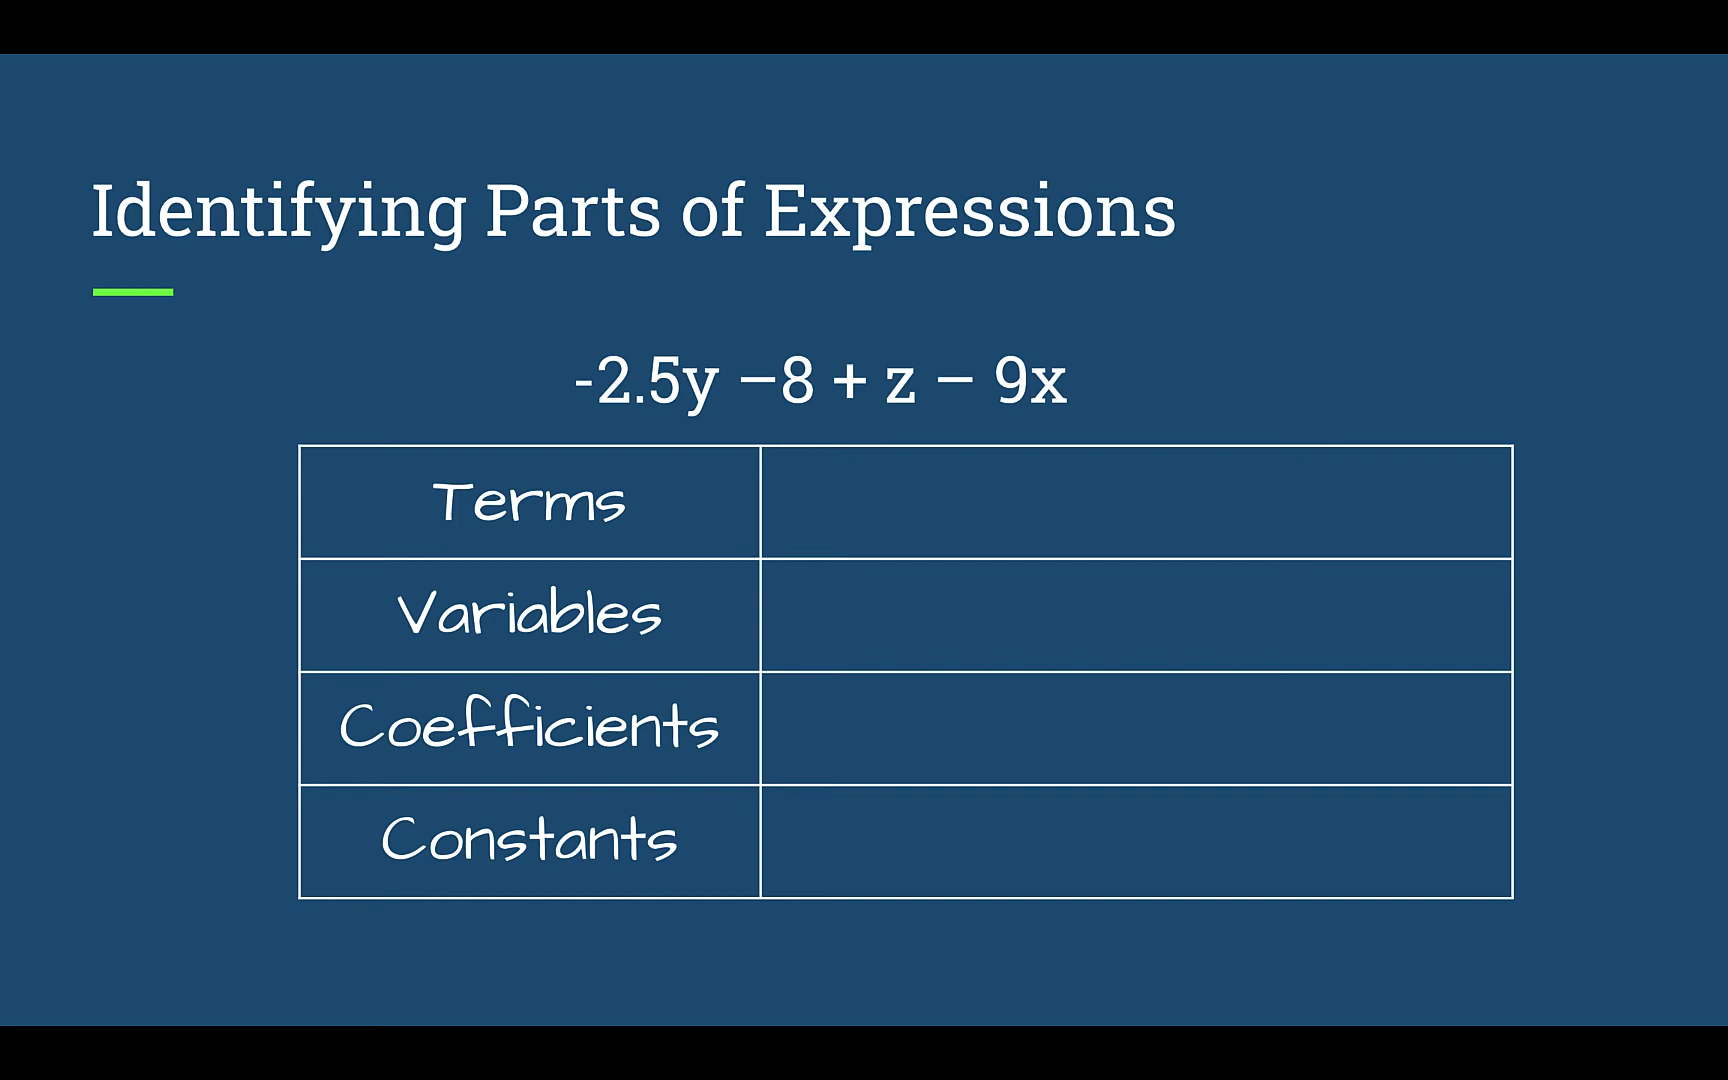 Identifying Parts of Expressions
-2.5y –8 + z – 9x
Terms
Variables
Coefficients
Constants